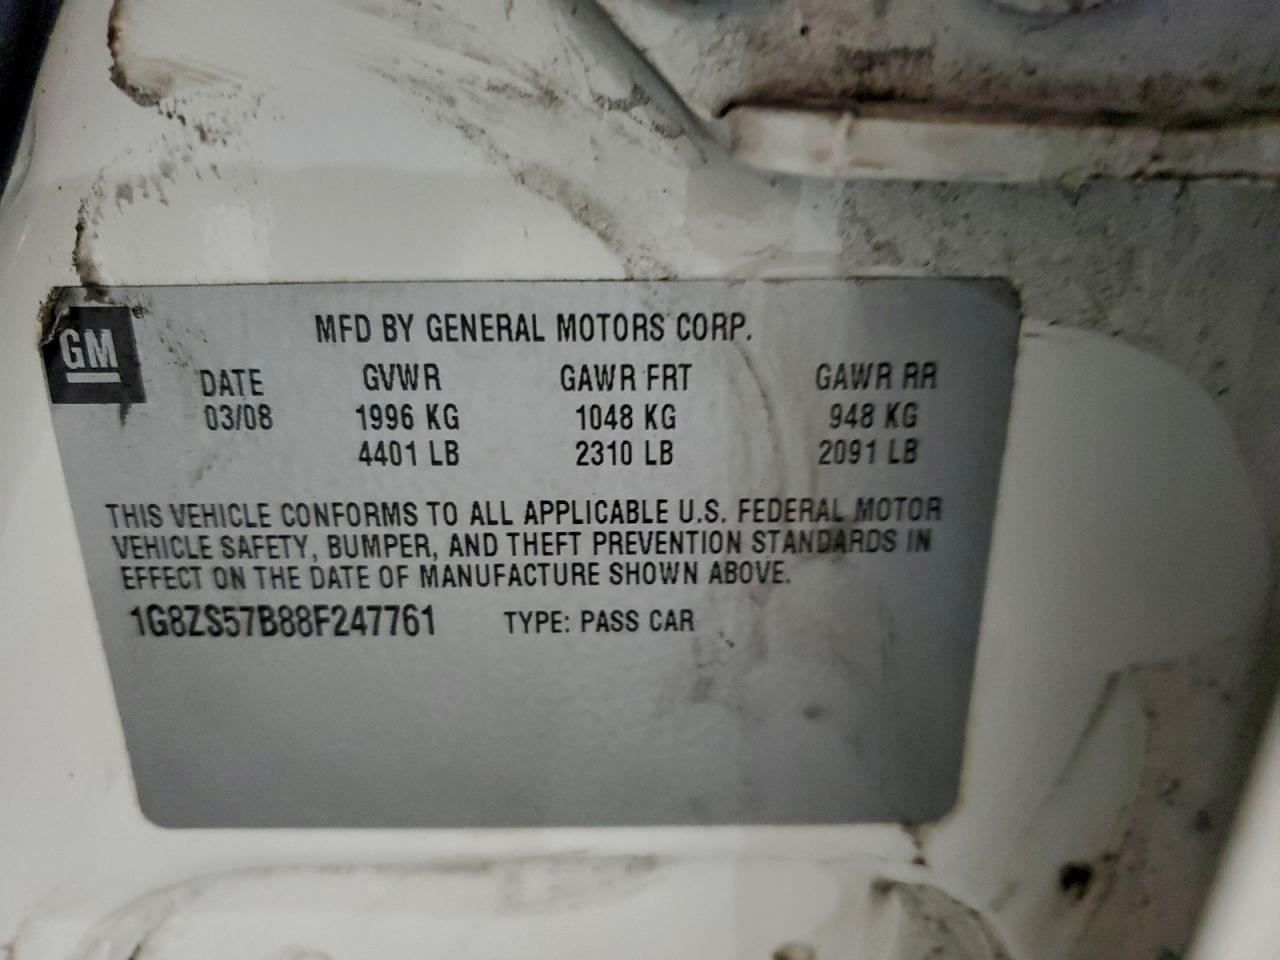 GM
MFD BY GENERAL MOTORS CORP.
DATE GVWR GAWR FRT GAWR RR
03/08 1996 KG 1048 KG 948 KG
4401 LB 2310 LB 2091 LB
THIS VEHICLE CONFORMS TO ALL APPLICABLE U.S. FEDERAL MOTOR
VEHICLE SAFETY, BUMPER, AND THEFT PREVENTION STANDARDS IN
EFFECT ON THE DATE OF MANUFACTURE SHOWN ABOVE.
1G8ZS57B88F247761 TYPE: PASS CAR